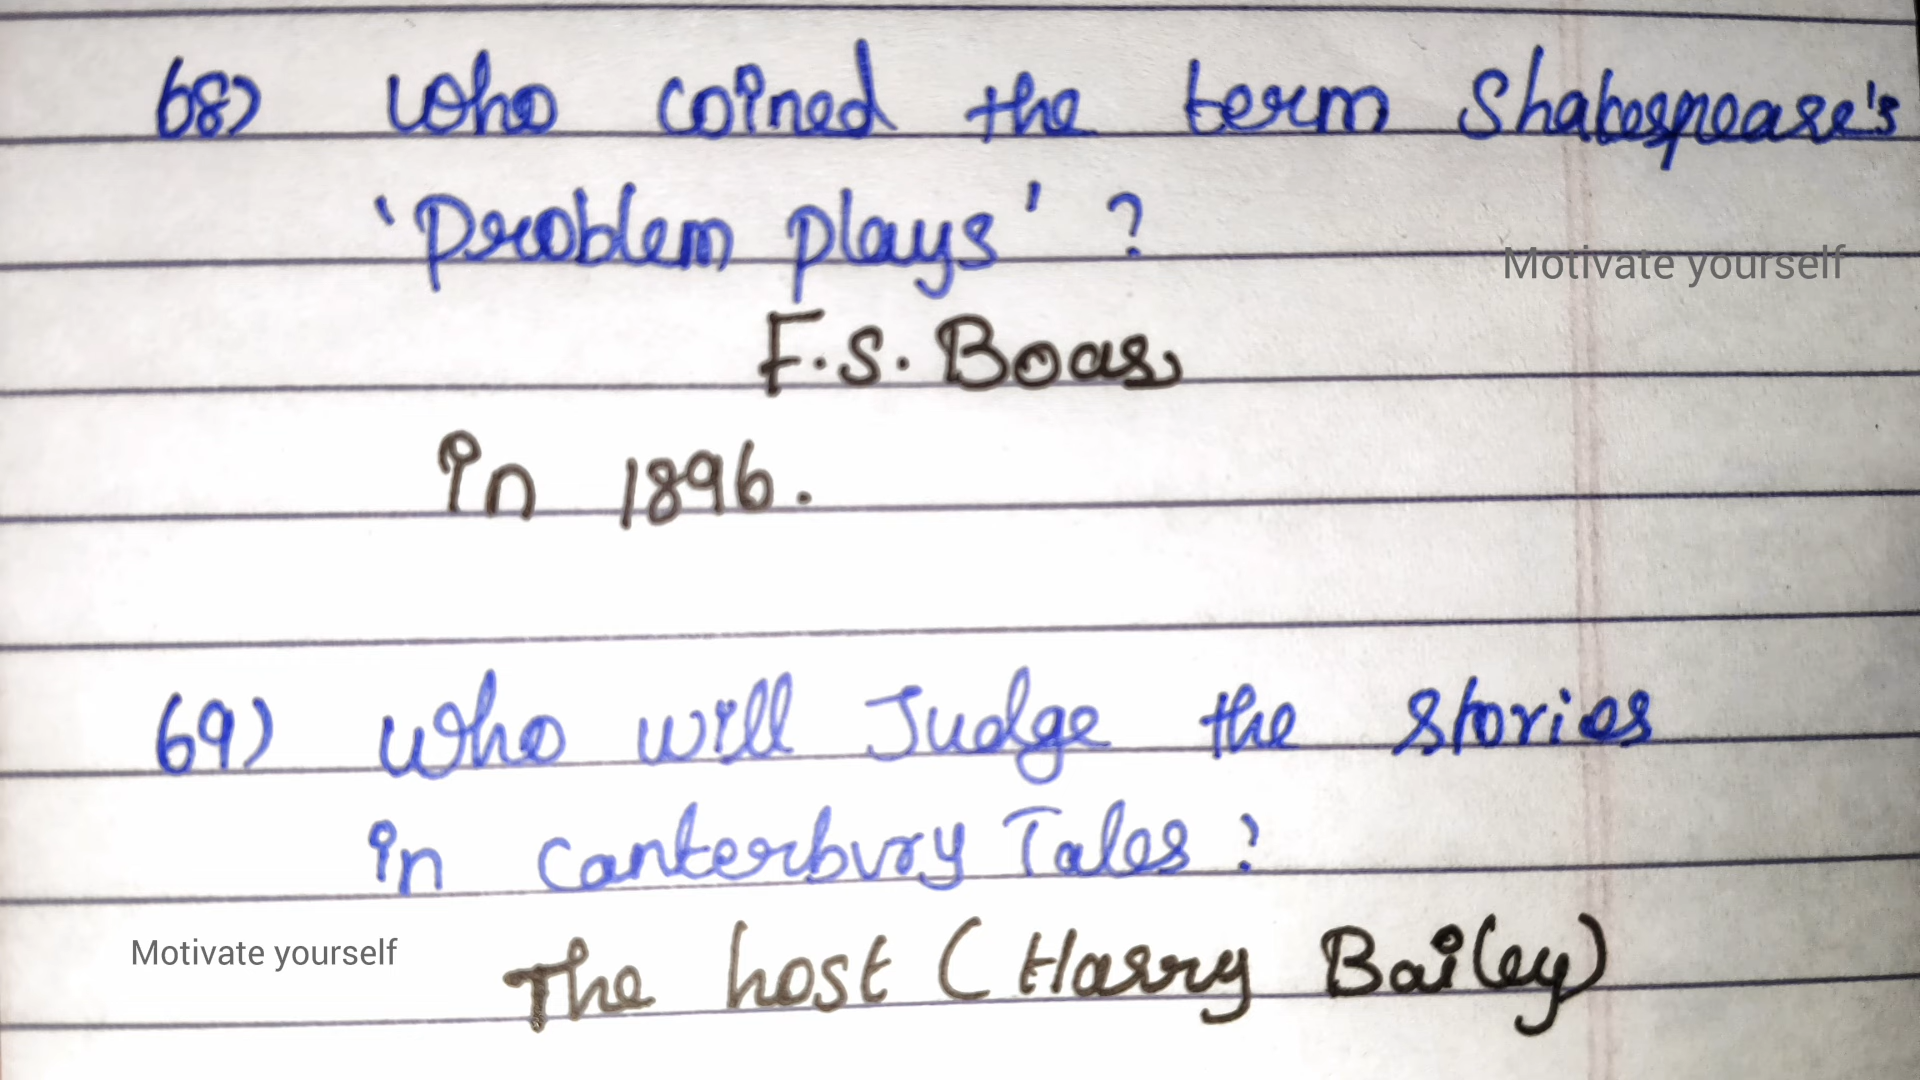 68) Who coined the term Shakespeare's
'Problem plays' ?
Motivate yourself
F.S. Boas
in 1896.
69) Who will Judge the stories
in Canterbury Tales ?
Motivate yourself
The host (Harry Bailey)